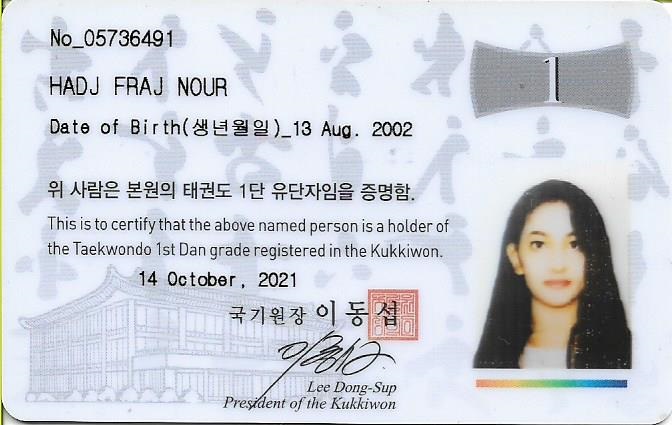 No_05736491
1
HADJ FRAJ NOUR
Date of Birth(생년월일)_13 Aug. 2002
위 사람은 본원의 태권도 1단 유단자임을 증명함.
This is to certify that the above named person is a holder of
the Taekwondo 1st Dan grade registered in the Kukkiwon.
14 October, 2021
국기원장 이동섭
Lee Dong-Sup
President of the Kukkiwon